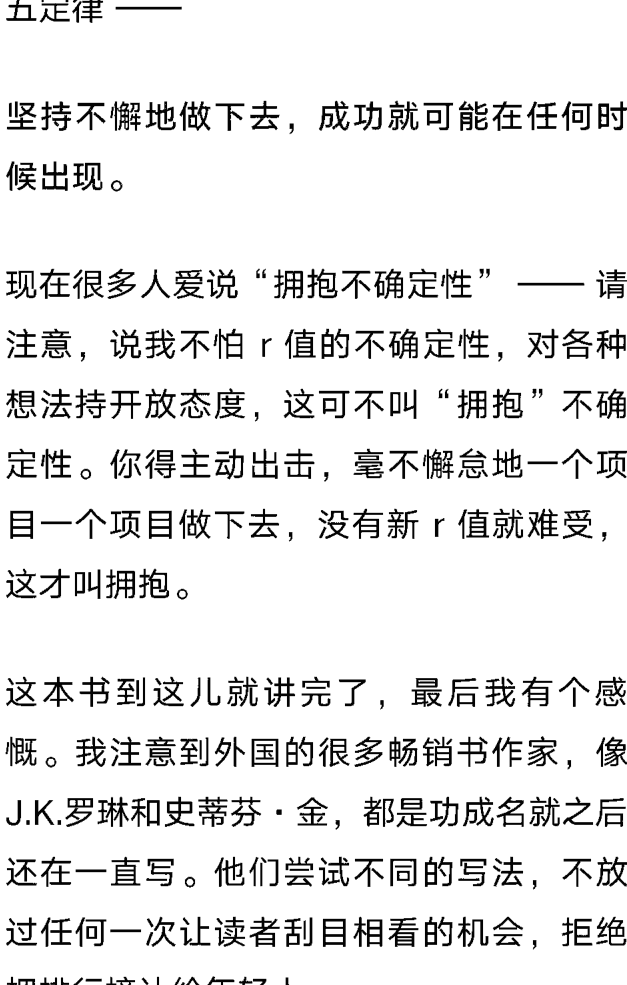 五定律 ——
坚持不懈地做下去，成功就可能在任何时
候出现。
现在很多人爱说“拥抱不确定性” —— 请
注意，说我不怕 r 值的不确定性，对各种
想法持开放态度，这可不叫“拥抱”不确
定性。你得主动出击，毫不懈怠地一个项
目一个项目做下去，没有新 r 值就难受，
这才叫拥抱。
这本书到这儿就讲完了，最后我有个感
慨。我注意到外国的很多畅销书作家，像
J.K.罗琳和史蒂芬·金，都是功成名就之后
还在一直写。他们尝试不同的写法，不放
过任何一次让读者刮目相看的机会，拒绝
把排行榜让给年轻人